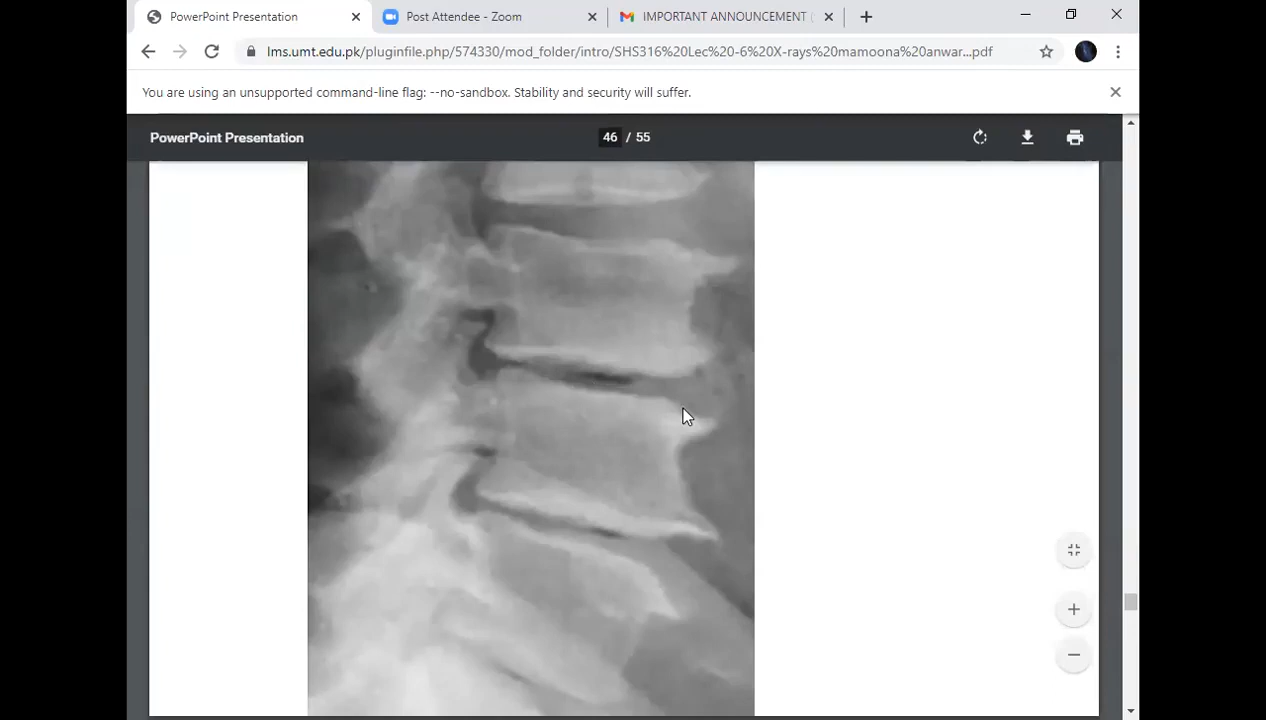 PowerPoint Presentation
Post Attendee - Zoom
IMPORTANT ANNOUNCEMENT
lms.umt.edu.pk/pluginfile.php/574330/mod_folder/intro/SHS316%20Lec%20-6%20X-rays%20mamoona%20anwar...pdf
You are using an unsupported command-line flag: --no-sandbox. Stability and security will suffer.
PowerPoint Presentation
46 / 55